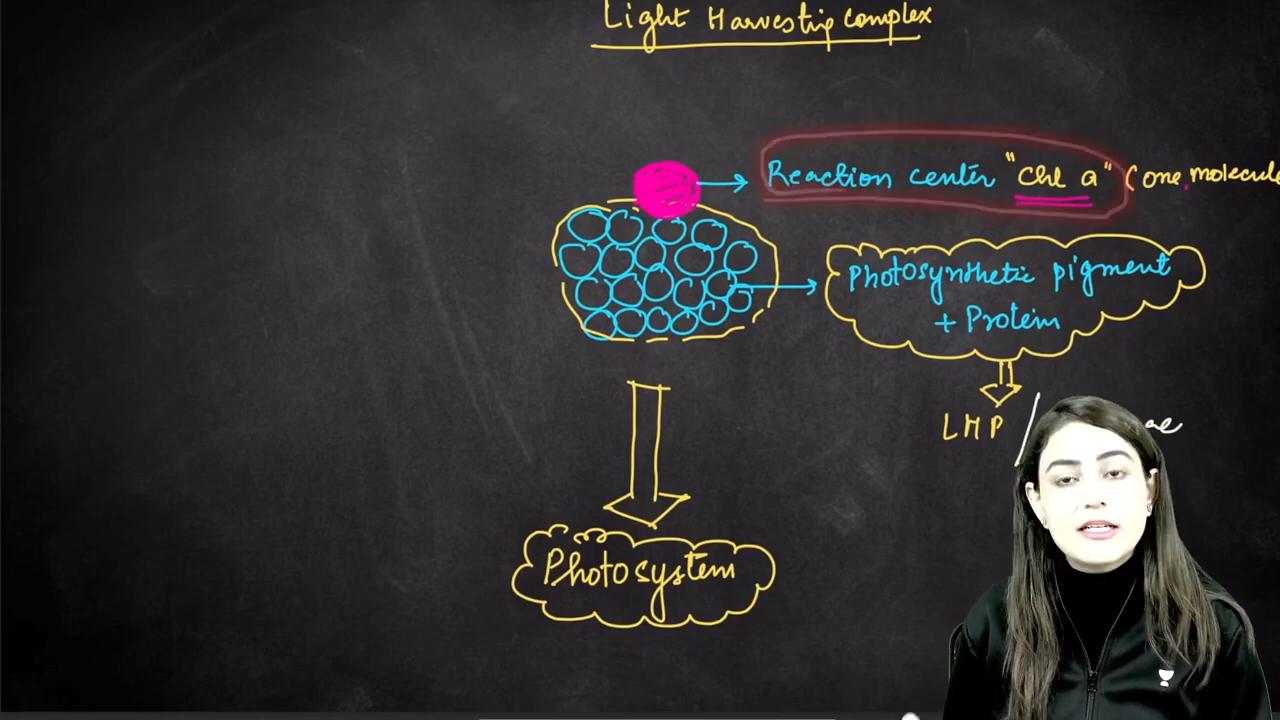 Light Harvestig complex
Reaction center "chl a" (one molecule
Photosynthetic pigment
+ Protein
LHP /
Photosystem